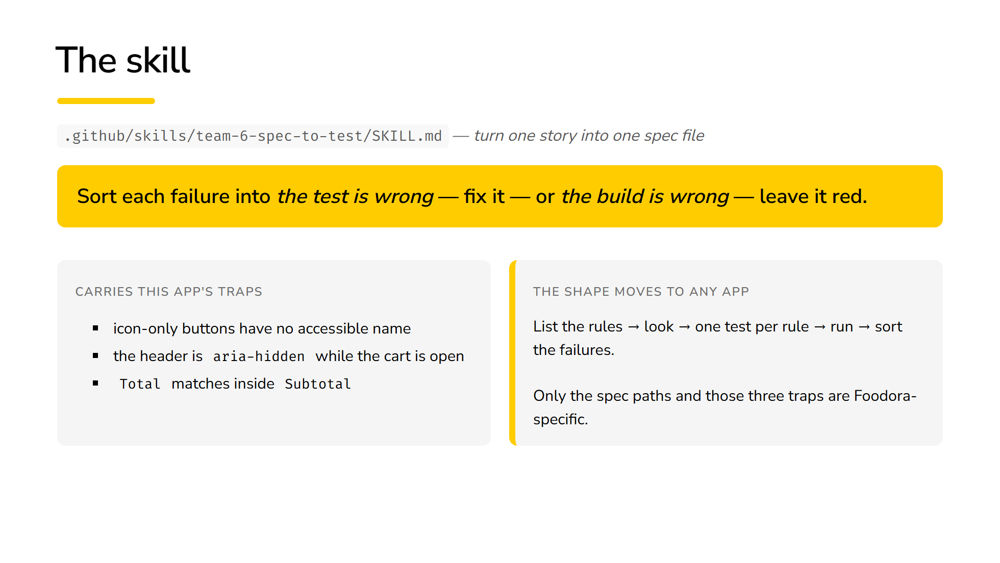 The skill
.github/skills/team-6-spec-to-test/SKILL.md — turn one story into one spec file
Sort each failure into the test is wrong — fix it — or the build is wrong — leave it red.
CARRIES THIS APP'S TRAPS
icon-only buttons have no accessible name
the header is aria-hidden while the cart is open
Total matches inside Subtotal
THE SHAPE MOVES TO ANY APP
List the rules → look → one test per rule → run → sort
the failures.
Only the spec paths and those three traps are Foodora-
specific.